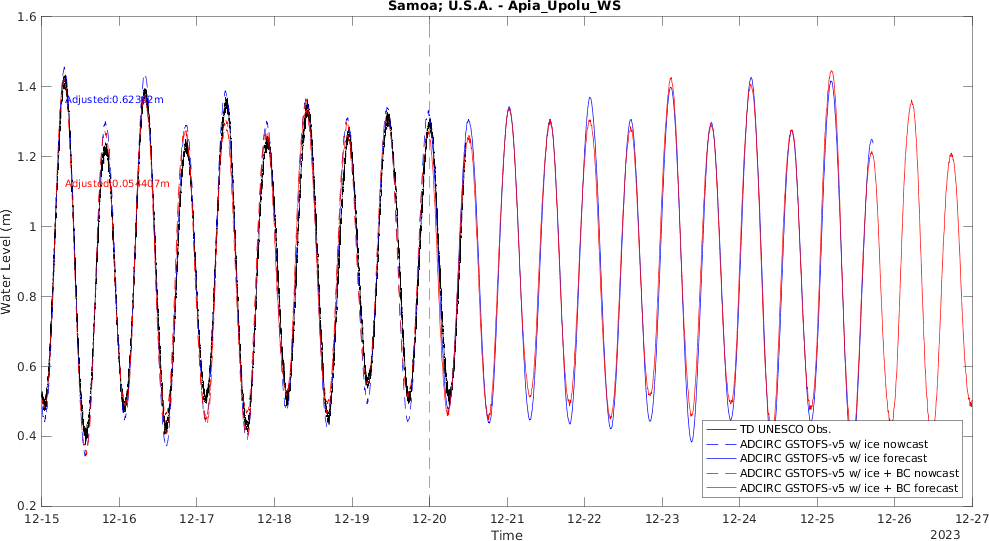 Samoa; U.S.A. - Apia_Upolu_WS
1.6
1.4
1.2
1
0.8
0.6
0.4
0.2
Water Level (m)
Adjusted:0.054407m
TD UNESCO Obs.
ADCIRC GSTOFS-v5 w/ ice nowcast
ADCIRC GSTOFS-v5 w/ ice forecast
ADCIRC GSTOFS-v5 w/ ice + BC nowcast
ADCIRC GSTOFS-v5 w/ ice + BC forecast
12-15 12-16 12-17 12-18 12-19 12-20 12-21 12-22 12-23 12-24 12-25 12-26 12-27
Time
2023